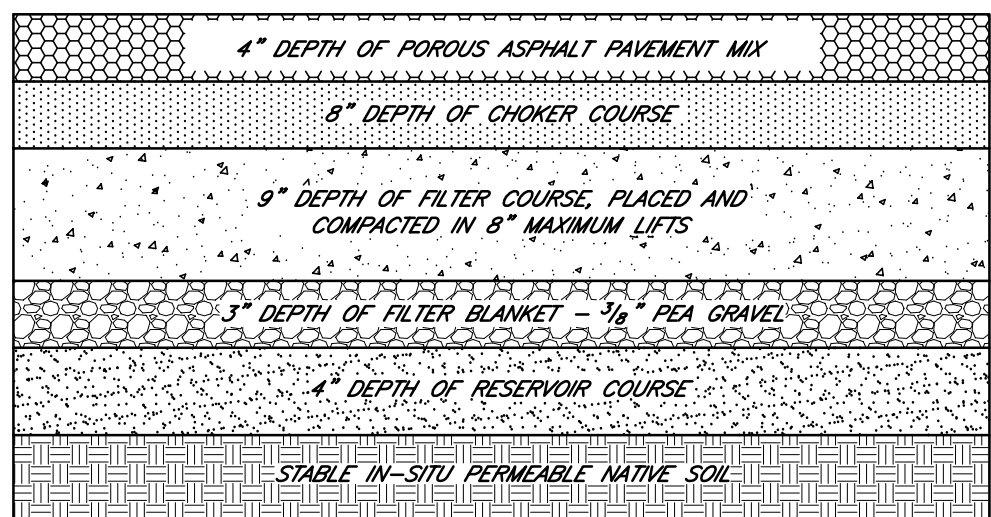 4" DEPTH OF POROUS ASPHALT PAVEMENT MIX
8" DEPTH OF CHOKER COURSE
9" DEPTH OF FILTER COURSE, PLACED AND
COMPACTED IN 8" MAXIMUM LIFTS
3" DEPTH OF FILTER BLANKET - 3/8" PEA GRAVEL
4" DEPTH OF RESERVOIR COURSE
STABLE IN-SITU PERMEABLE NATIVE SOIL